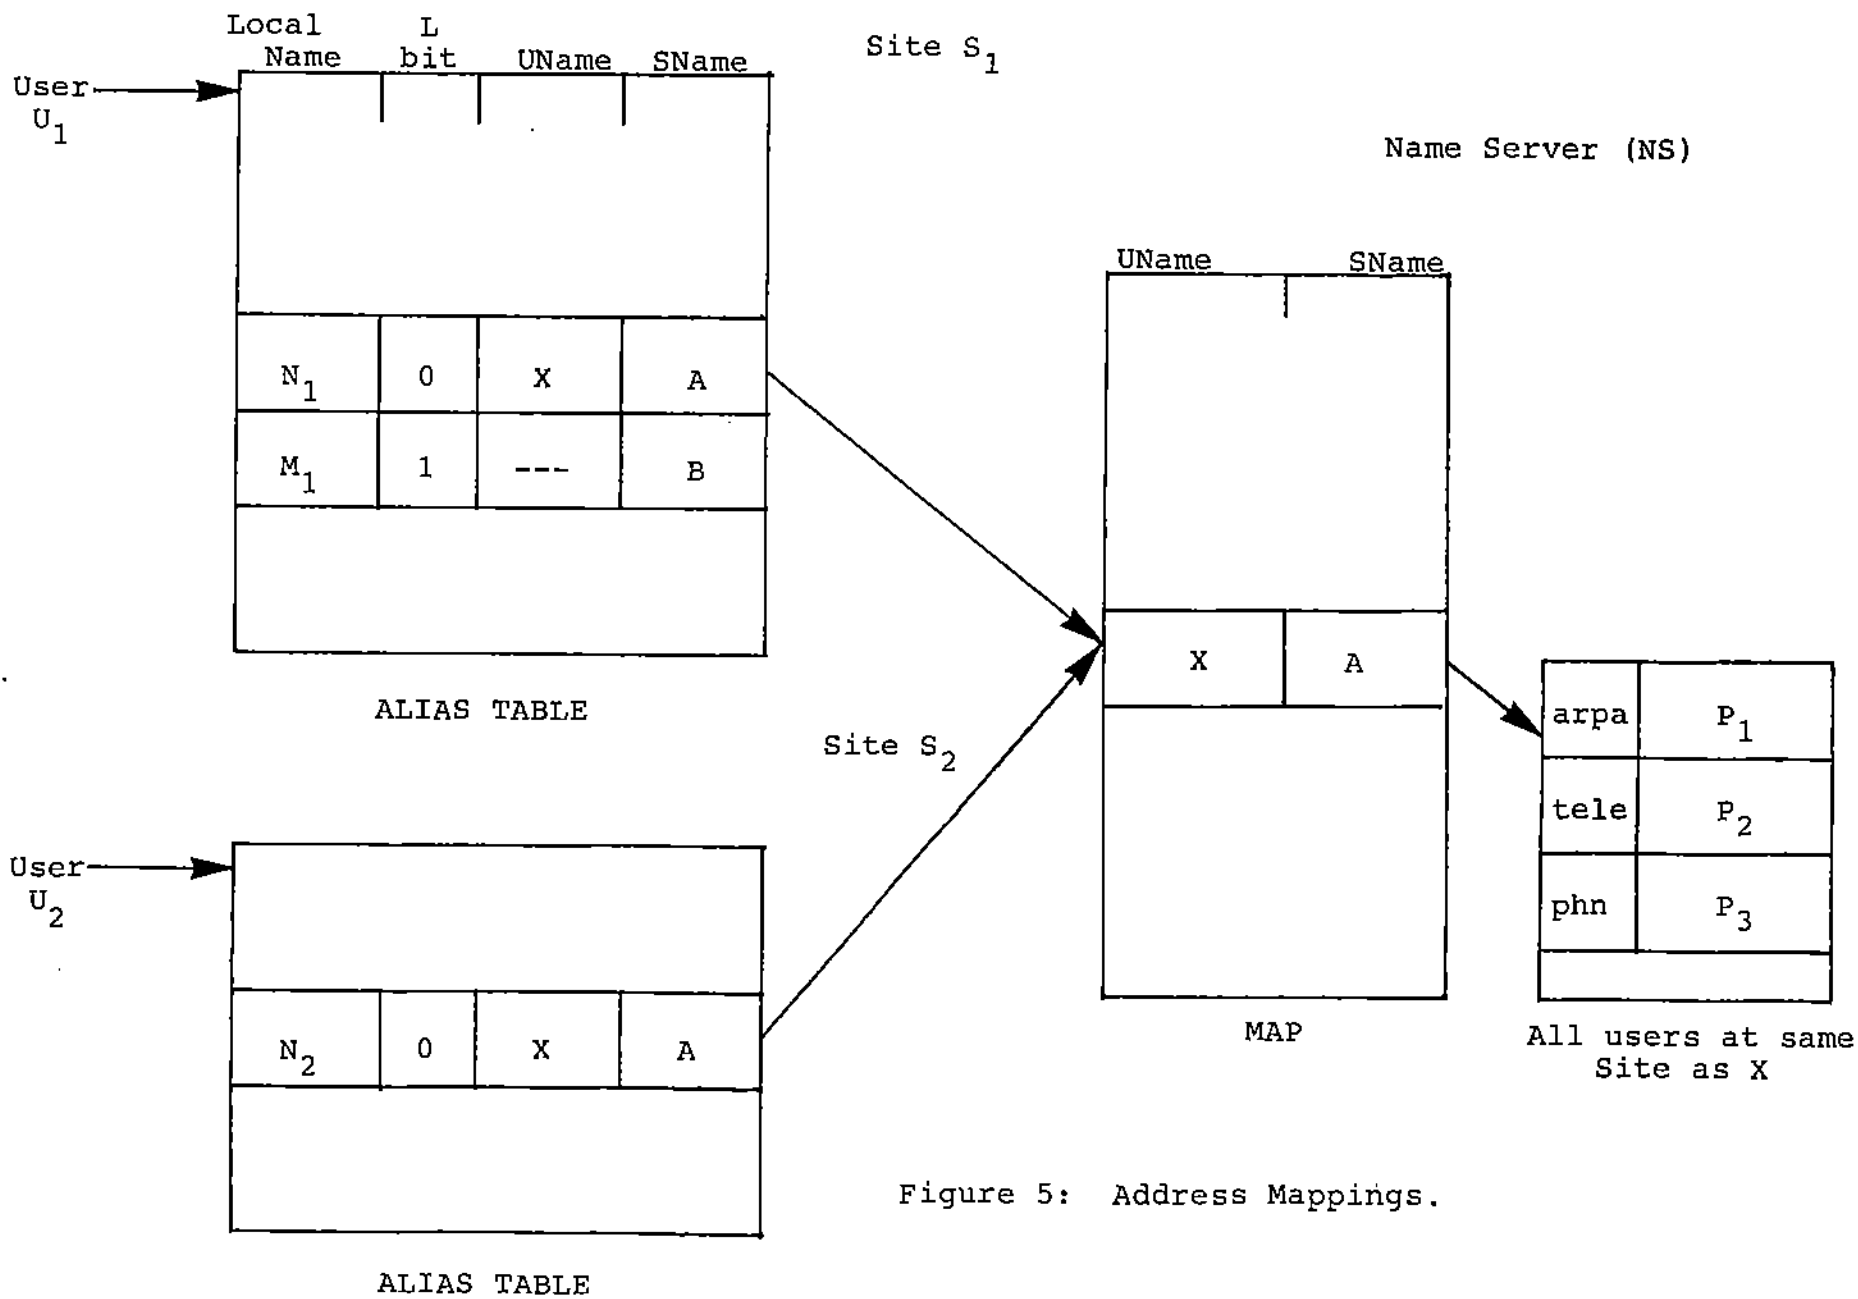 Local
Name
L
bit
UName
SName
Site S1
User
U1
Name Server (NS)
N1 0 X A
M1 1 --- B
ALIAS TABLE
UName SName
X A
MAP
arpa P1
tele P2
phn P3
All users at same
Site as X
Site S2
User
U2
N2 0 X A
ALIAS TABLE
Figure 5: Address Mappings.